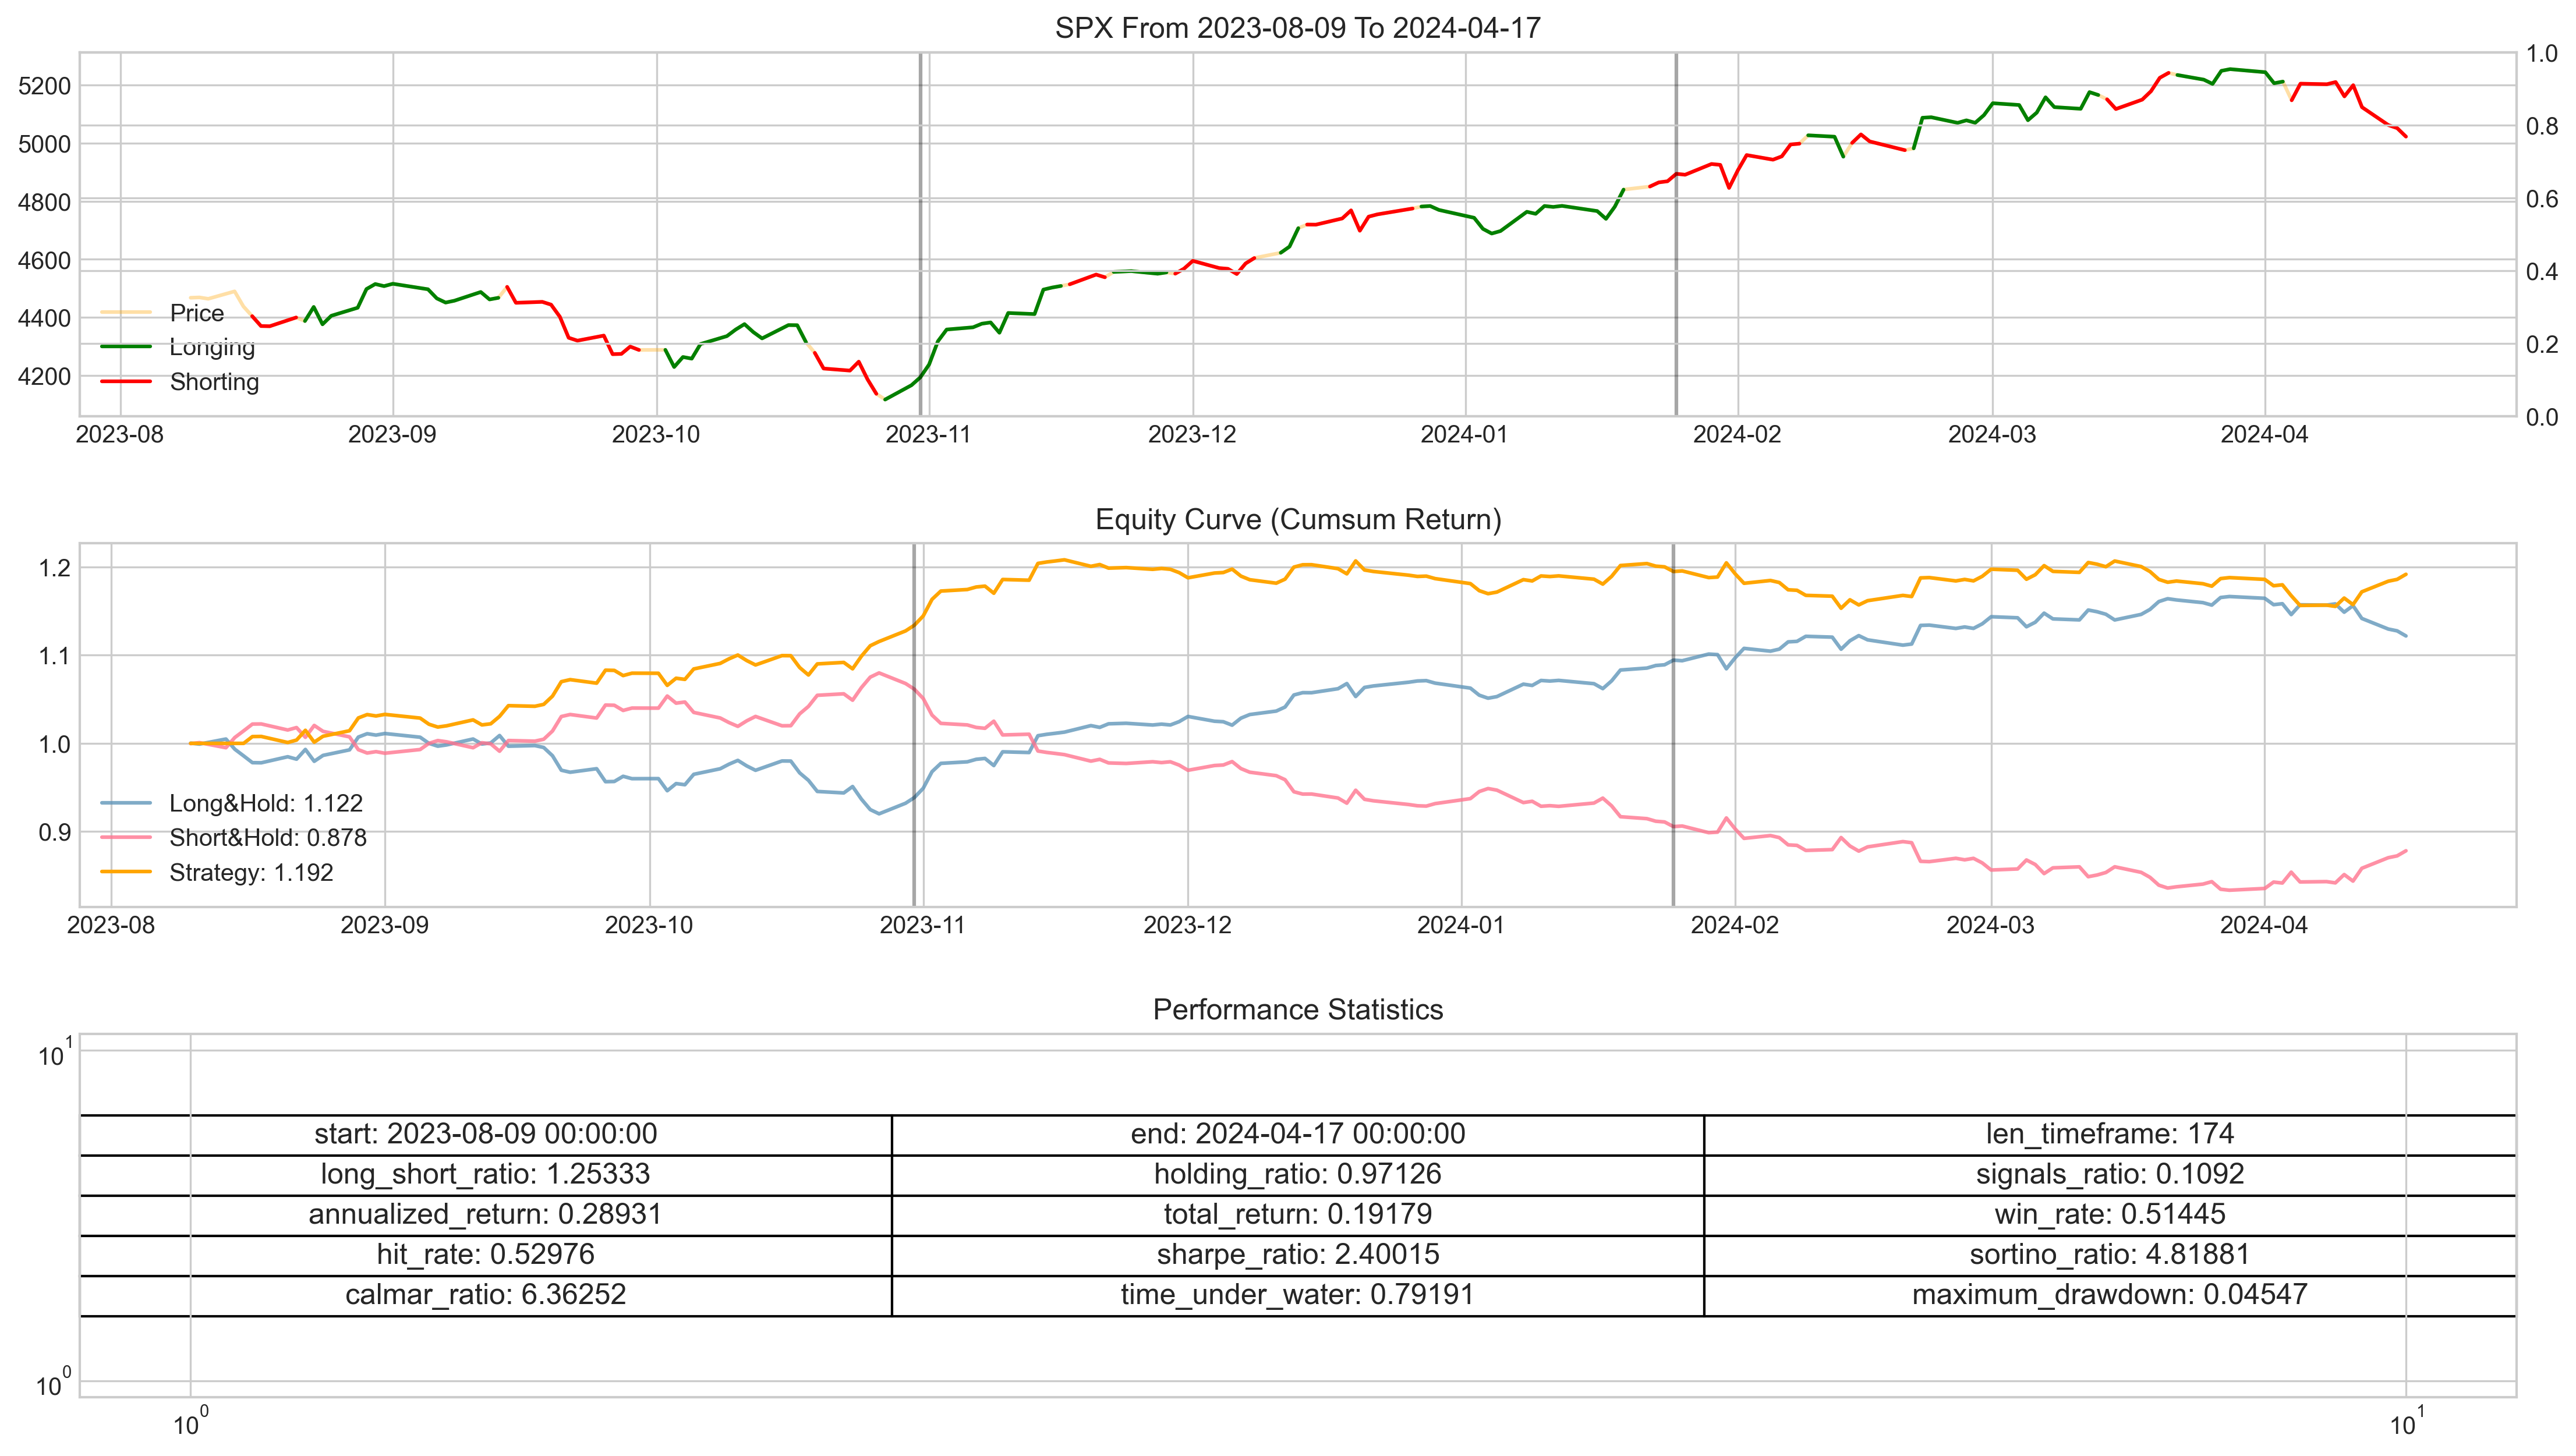 SPX From 2023-08-09 To 2024-04-17
5200
5000
4800
4600
4400
4200
1.0
0.8
0.6
0.4
0.2
0.0
Price
Longing
Shorting
2023-08 2023-09 2023-10 2023-11 2023-12 2024-01 2024-02 2024-03 2024-04
Equity Curve (Cumsum Return)
1.2
1.1
1.0
0.9
Long&Hold: 1.122
Short&Hold: 0.878
Strategy: 1.192
2023-08 2023-09 2023-10 2023-11 2023-12 2024-01 2024-02 2024-03 2024-04
Performance Statistics
10^1
start: 2023-08-09 00:00:00 end: 2024-04-17 00:00:00 len_timeframe: 174
long_short_ratio: 1.25333 holding_ratio: 0.97126 signals_ratio: 0.1092
annualized_return: 0.28931 total_return: 0.19179 win_rate: 0.51445
hit_rate: 0.52976 sharpe_ratio: 2.40015 sortino_ratio: 4.81881
calmar_ratio: 6.36252 time_under_water: 0.79191 maximum_drawdown: 0.04547
10^0
10^0 10^1